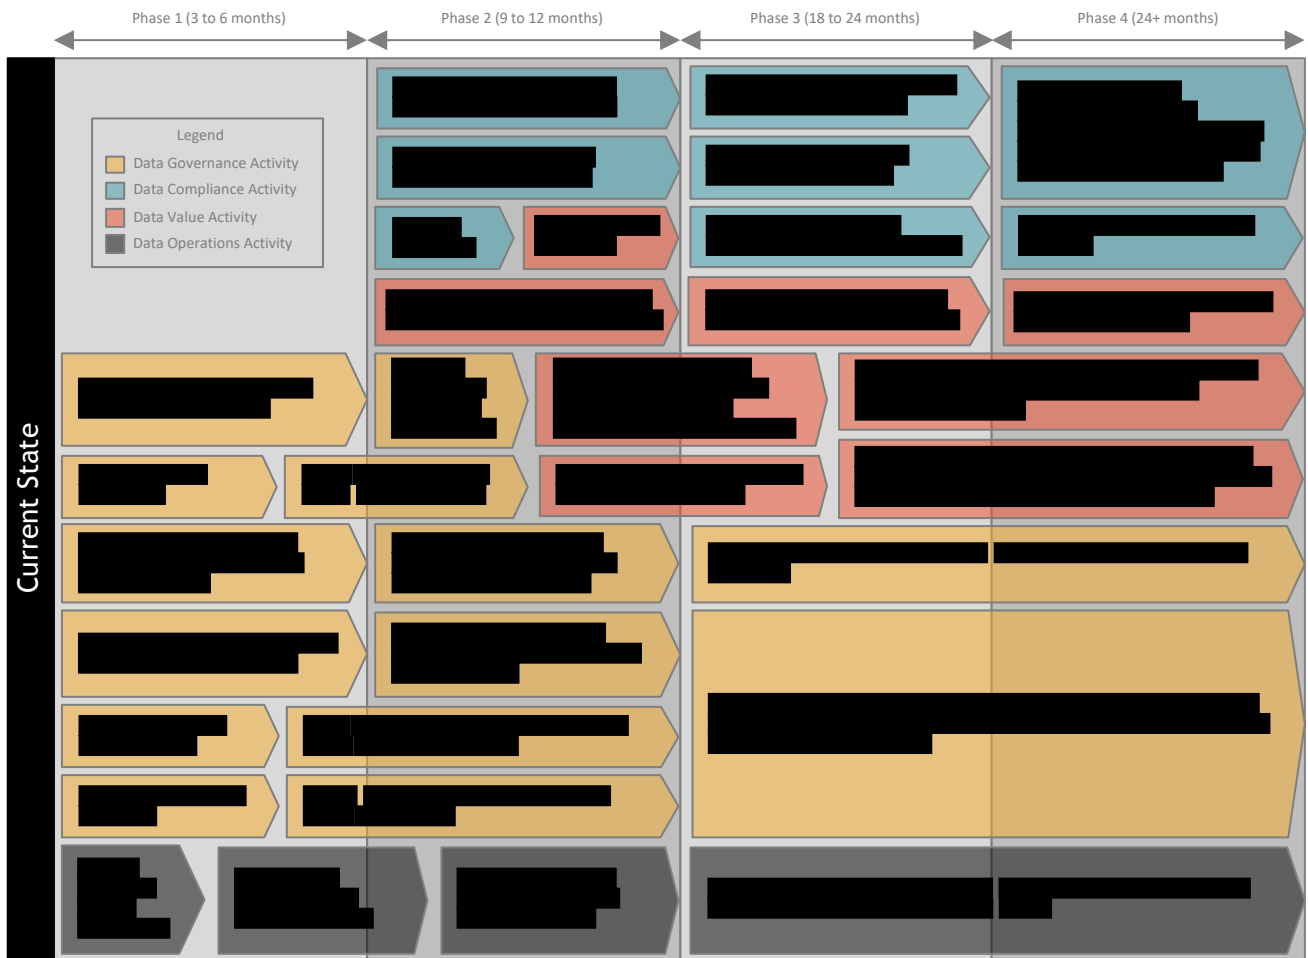 Phase 1 (3 to 6 months)
Phase 2 (9 to 12 months)
Phase 3 (18 to 24 months)
Phase 4 (24+ months)
Legend
Data Governance Activity
Data Compliance Activity
Data Value Activity
Data Operations Activity
Current State